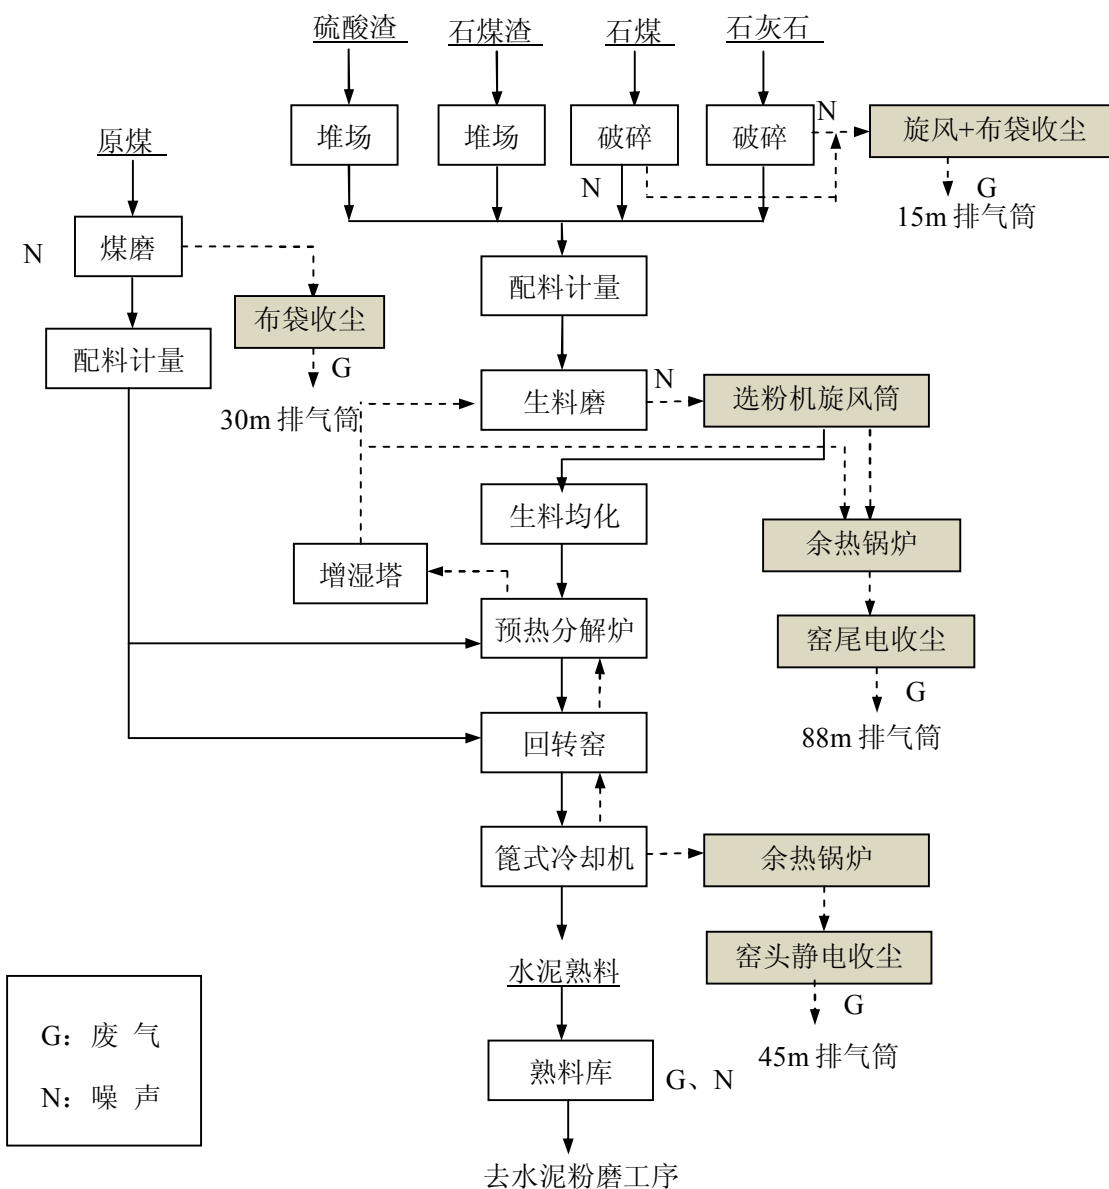 硫酸渣
石煤渣
石煤
石灰石
原煤
堆场
堆场
破碎
破碎
N
旋风+布袋收尘
N
G
15m 排气筒
N
煤磨
配料计量
布袋收尘
配料计量
G
30m 排气筒
生料磨
N
选粉机旋风筒
生料均化
余热锅炉
增湿塔
预热分解炉
窑尾电收尘
G
88m 排气筒
回转窑
篦式冷却机
余热锅炉
水泥熟料
窑头静电收尘
G
45m 排气筒
熟料库
G、N
去水泥粉磨工序
G：废 气
N：噪 声